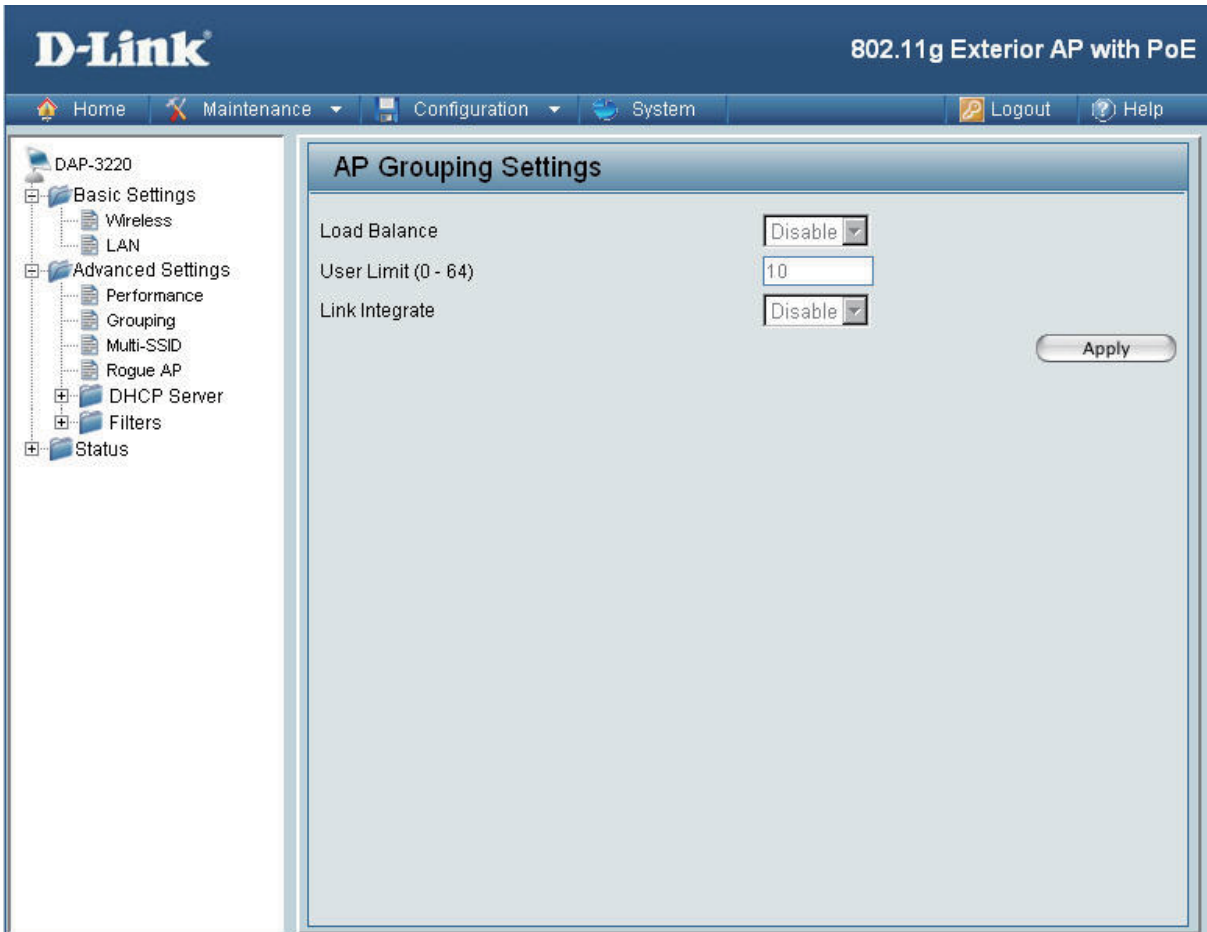 D-Link
802.11g Exterior AP with PoE
Home
Maintenance
Configuration
System
Logout
Help
DAP-3220
Basic Settings
Wireless
LAN
Advanced Settings
Performance
Grouping
Multi-SSID
Rogue AP
DHCP Server
Filters
Status
AP Grouping Settings
Load Balance Disable
User Limit (0 - 64) 10
Link Integrate Disable
Apply